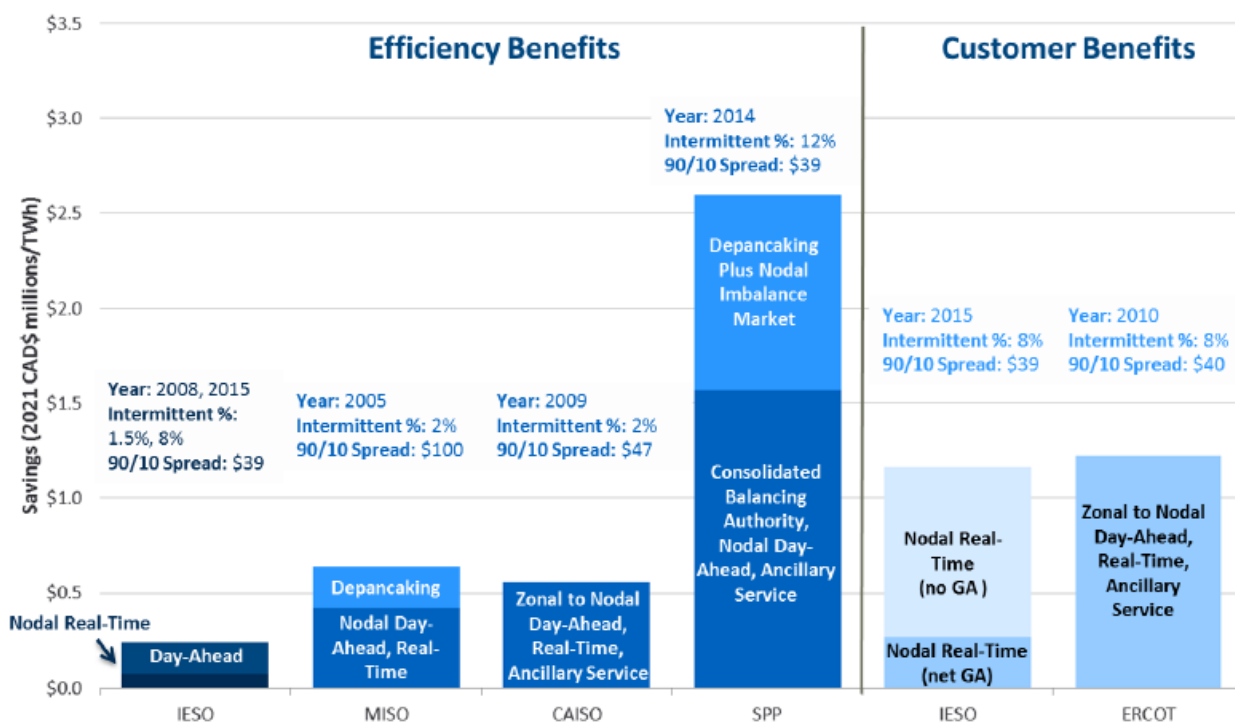 Efficiency Benefits
Customer Benefits
Savings (2021 CAD$ millions/TWh)
$3.5
$3.0
$2.5
$2.0
$1.5
$1.0
$0.5
$0.0
Year: 2008, 2015
Intermittent %:
1.5%, 8%
90/10 Spread: $39
Nodal Real-Time
Day-Ahead
IESO
Year: 2005
Intermittent %: 2%
90/10 Spread: $100
Depancaking
Nodal Day-
Ahead, Real-
Time
MISO
Year: 2009
Intermittent %: 2%
90/10 Spread: $47
Zonal to Nodal
Day-Ahead,
Real-Time,
Ancillary Service
CAISO
Year: 2014
Intermittent %: 12%
90/10 Spread: $39
Depancaking
Plus Nodal
Imbalance
Market
Consolidated
Balancing
Authority,
Nodal Day-
Ahead, Ancillary
Service
SPP
Year: 2015
Intermittent %: 8%
90/10 Spread: $39
Nodal Real-
Time
(no GA )
Nodal Real-Time
(net GA)
IESO
Year: 2010
Intermittent %: 8%
90/10 Spread: $40
Zonal to Nodal
Day-Ahead,
Real-Time,
Ancillary
Service
ERCOT